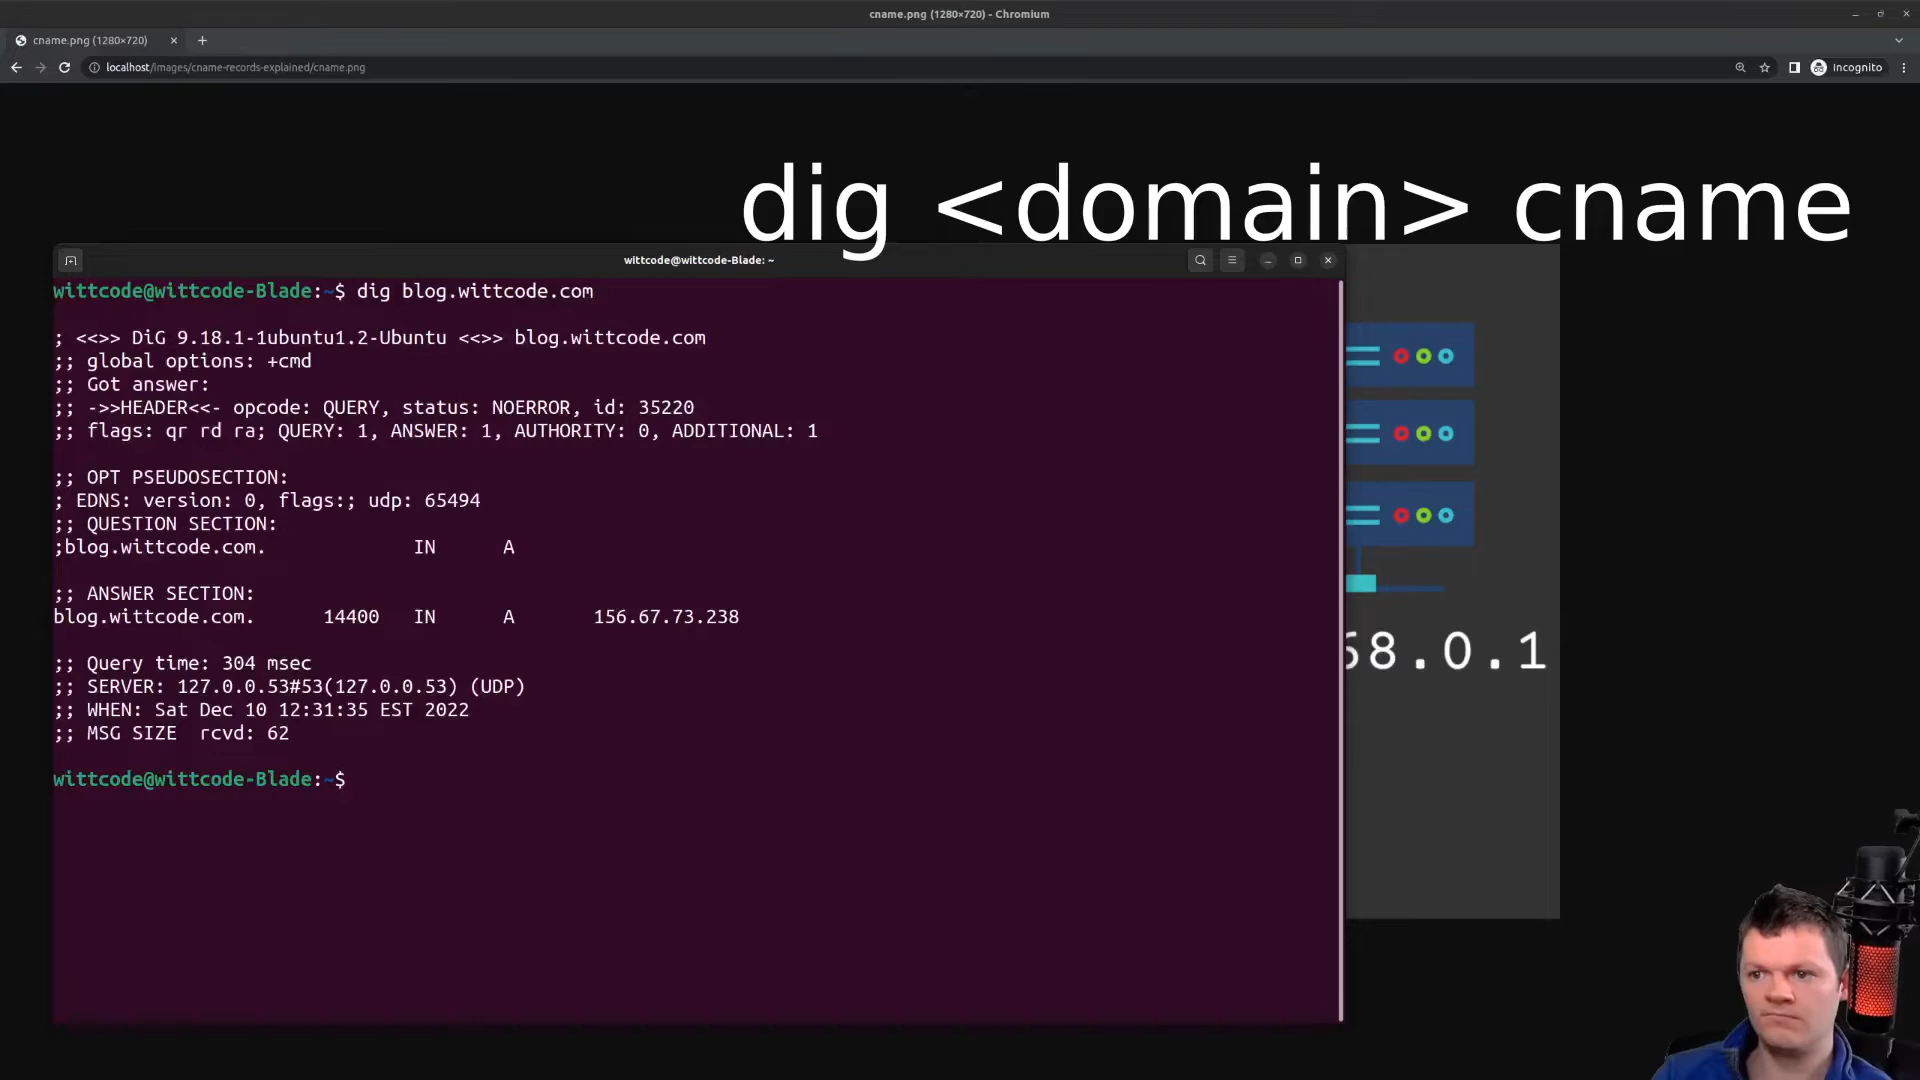 cname.png (1280×720) - Chromium
cname.png (1280×720)
localhost/images/cname-records-explained/cname.png
Incognito
dig <domain> cname
wittcode@wittcode-Blade: ~
wittcode@wittcode-Blade:~$ dig blog.wittcode.com
; <<>> DiG 9.18.1-1ubuntu1.2-Ubuntu <<>> blog.wittcode.com
;; global options: +cmd
;; Got answer:
;; ->>HEADER<<- opcode: QUERY, status: NOERROR, id: 35220
;; flags: qr rd ra; QUERY: 1, ANSWER: 1, AUTHORITY: 0, ADDITIONAL: 1
;; OPT PSEUDOSECTION:
; EDNS: version: 0, flags:; udp: 65494
;; QUESTION SECTION:
;blog.wittcode.com. IN A
;; ANSWER SECTION:
blog.wittcode.com. 14400 IN A 156.67.73.238
68.0.1
;; Query time: 304 msec
;; SERVER: 127.0.0.53#53(127.0.0.53) (UDP)
;; WHEN: Sat Dec 10 12:31:35 EST 2022
;; MSG SIZE rcvd: 62
wittcode@wittcode-Blade:~$